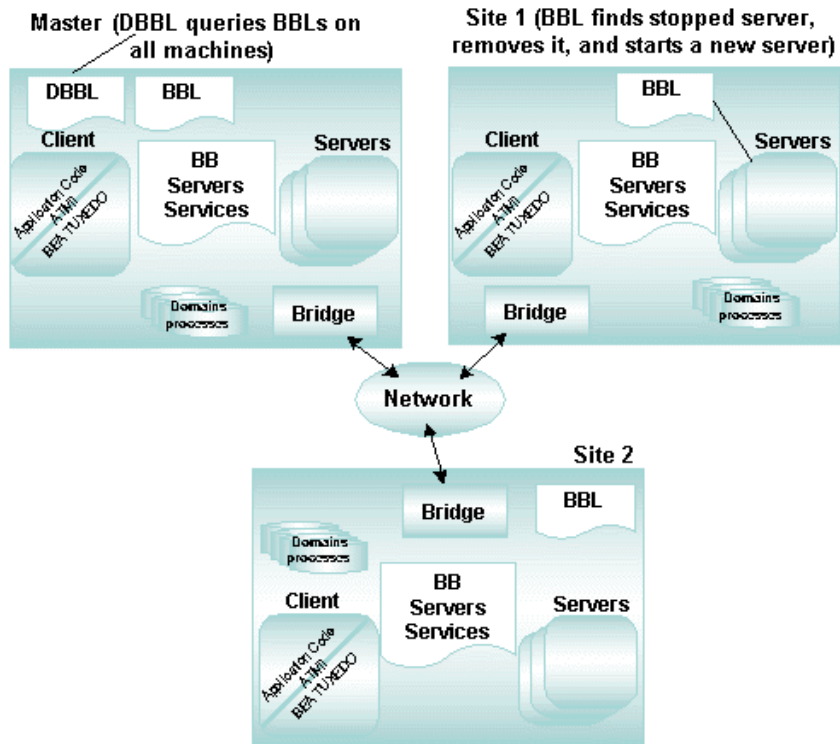 Master (DBBL queries BBLs on
all machines)
DBBL
BBL
Client
Servers
BB
Servers
Services
Application Code
ATMI
BEA TUXEDO
Domains
processes
Bridge
Site 1 (BBL finds stopped server,
removes it, and starts a new server)
BBL
Client
Servers
BB
Servers
Services
Application Code
ATMI
BEA TUXEDO
Bridge
Domains
processes
Network
Site 2
Bridge
BBL
Domains
processes
Client
BB
Servers
Services
Servers
Application Code
ATMI
BEA TUXEDO